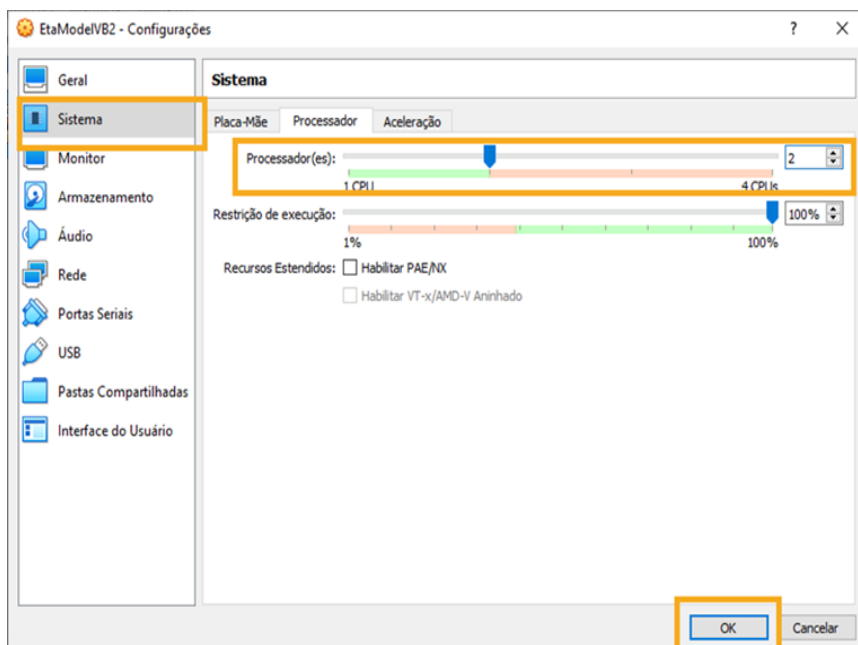 EtaModelVB2 - Configurações
?
Geral
Sistema
Monitor
Armazenamento
Áudio
Rede
Portas Seriais
USB
Pastas Compartilhadas
Interface do Usuário
Sistema
Placa-Mãe Processador Aceleração
Processador(es): 2
1 CPU 4 CPUs
Restrição de execução: 100%
1% 100%
Recursos Estendidos: Habilitar PAE/NX
Habilitar VT-x/AMD-V Aninhado
OK Cancelar